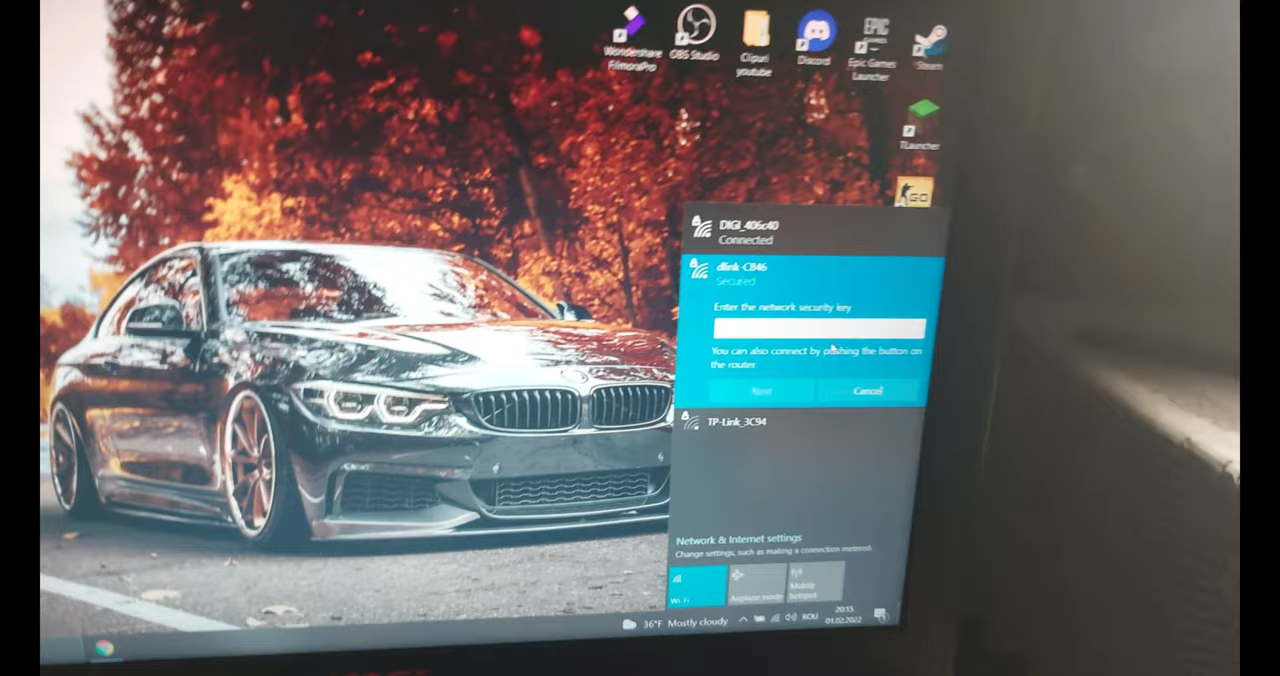 Wondershare
FilmoraPro
OBS Studio
Clipuri
youtube
Discord
EPIC
GAMES
Epic Games
Launcher
Steam
TLauncher
GO
DIGI_406c40
Connected
dlink-CB46
Secured
Enter the network security key
You can also connect by pushing the button on
the router.
Next
Cancel
TP-Link_3C94
Network & Internet settings
Change settings, such as making a connection metered.
Wi-Fi
Airplane mode
Mobile
hotspot
36°F Mostly cloudy
ROU
20:15
01.02.2022